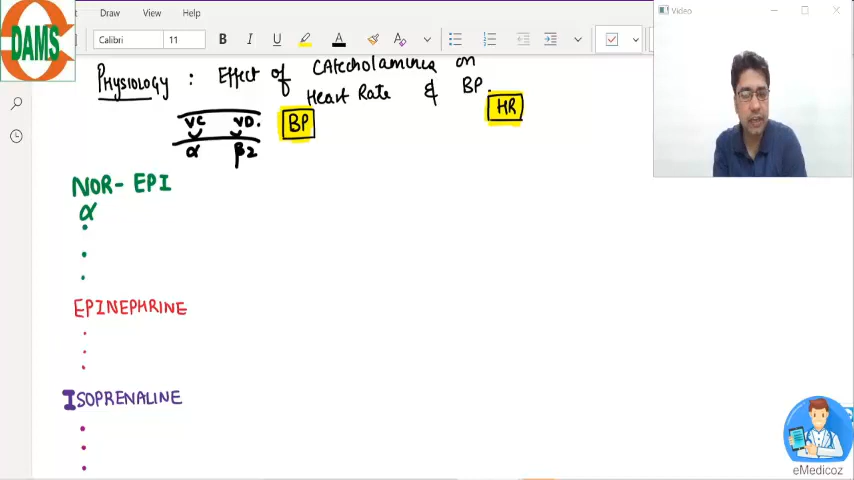 DAMS
Draw View Help
Video
Calibri 11 B I U A
PHYSIOLOGY : Effect of Catecholamines on
Heart Rate & BP.
VC VD. BP HR
α β2
NOR- EPI
α
EPINEPHRINE
ISOPRENALINE
eMedicoz